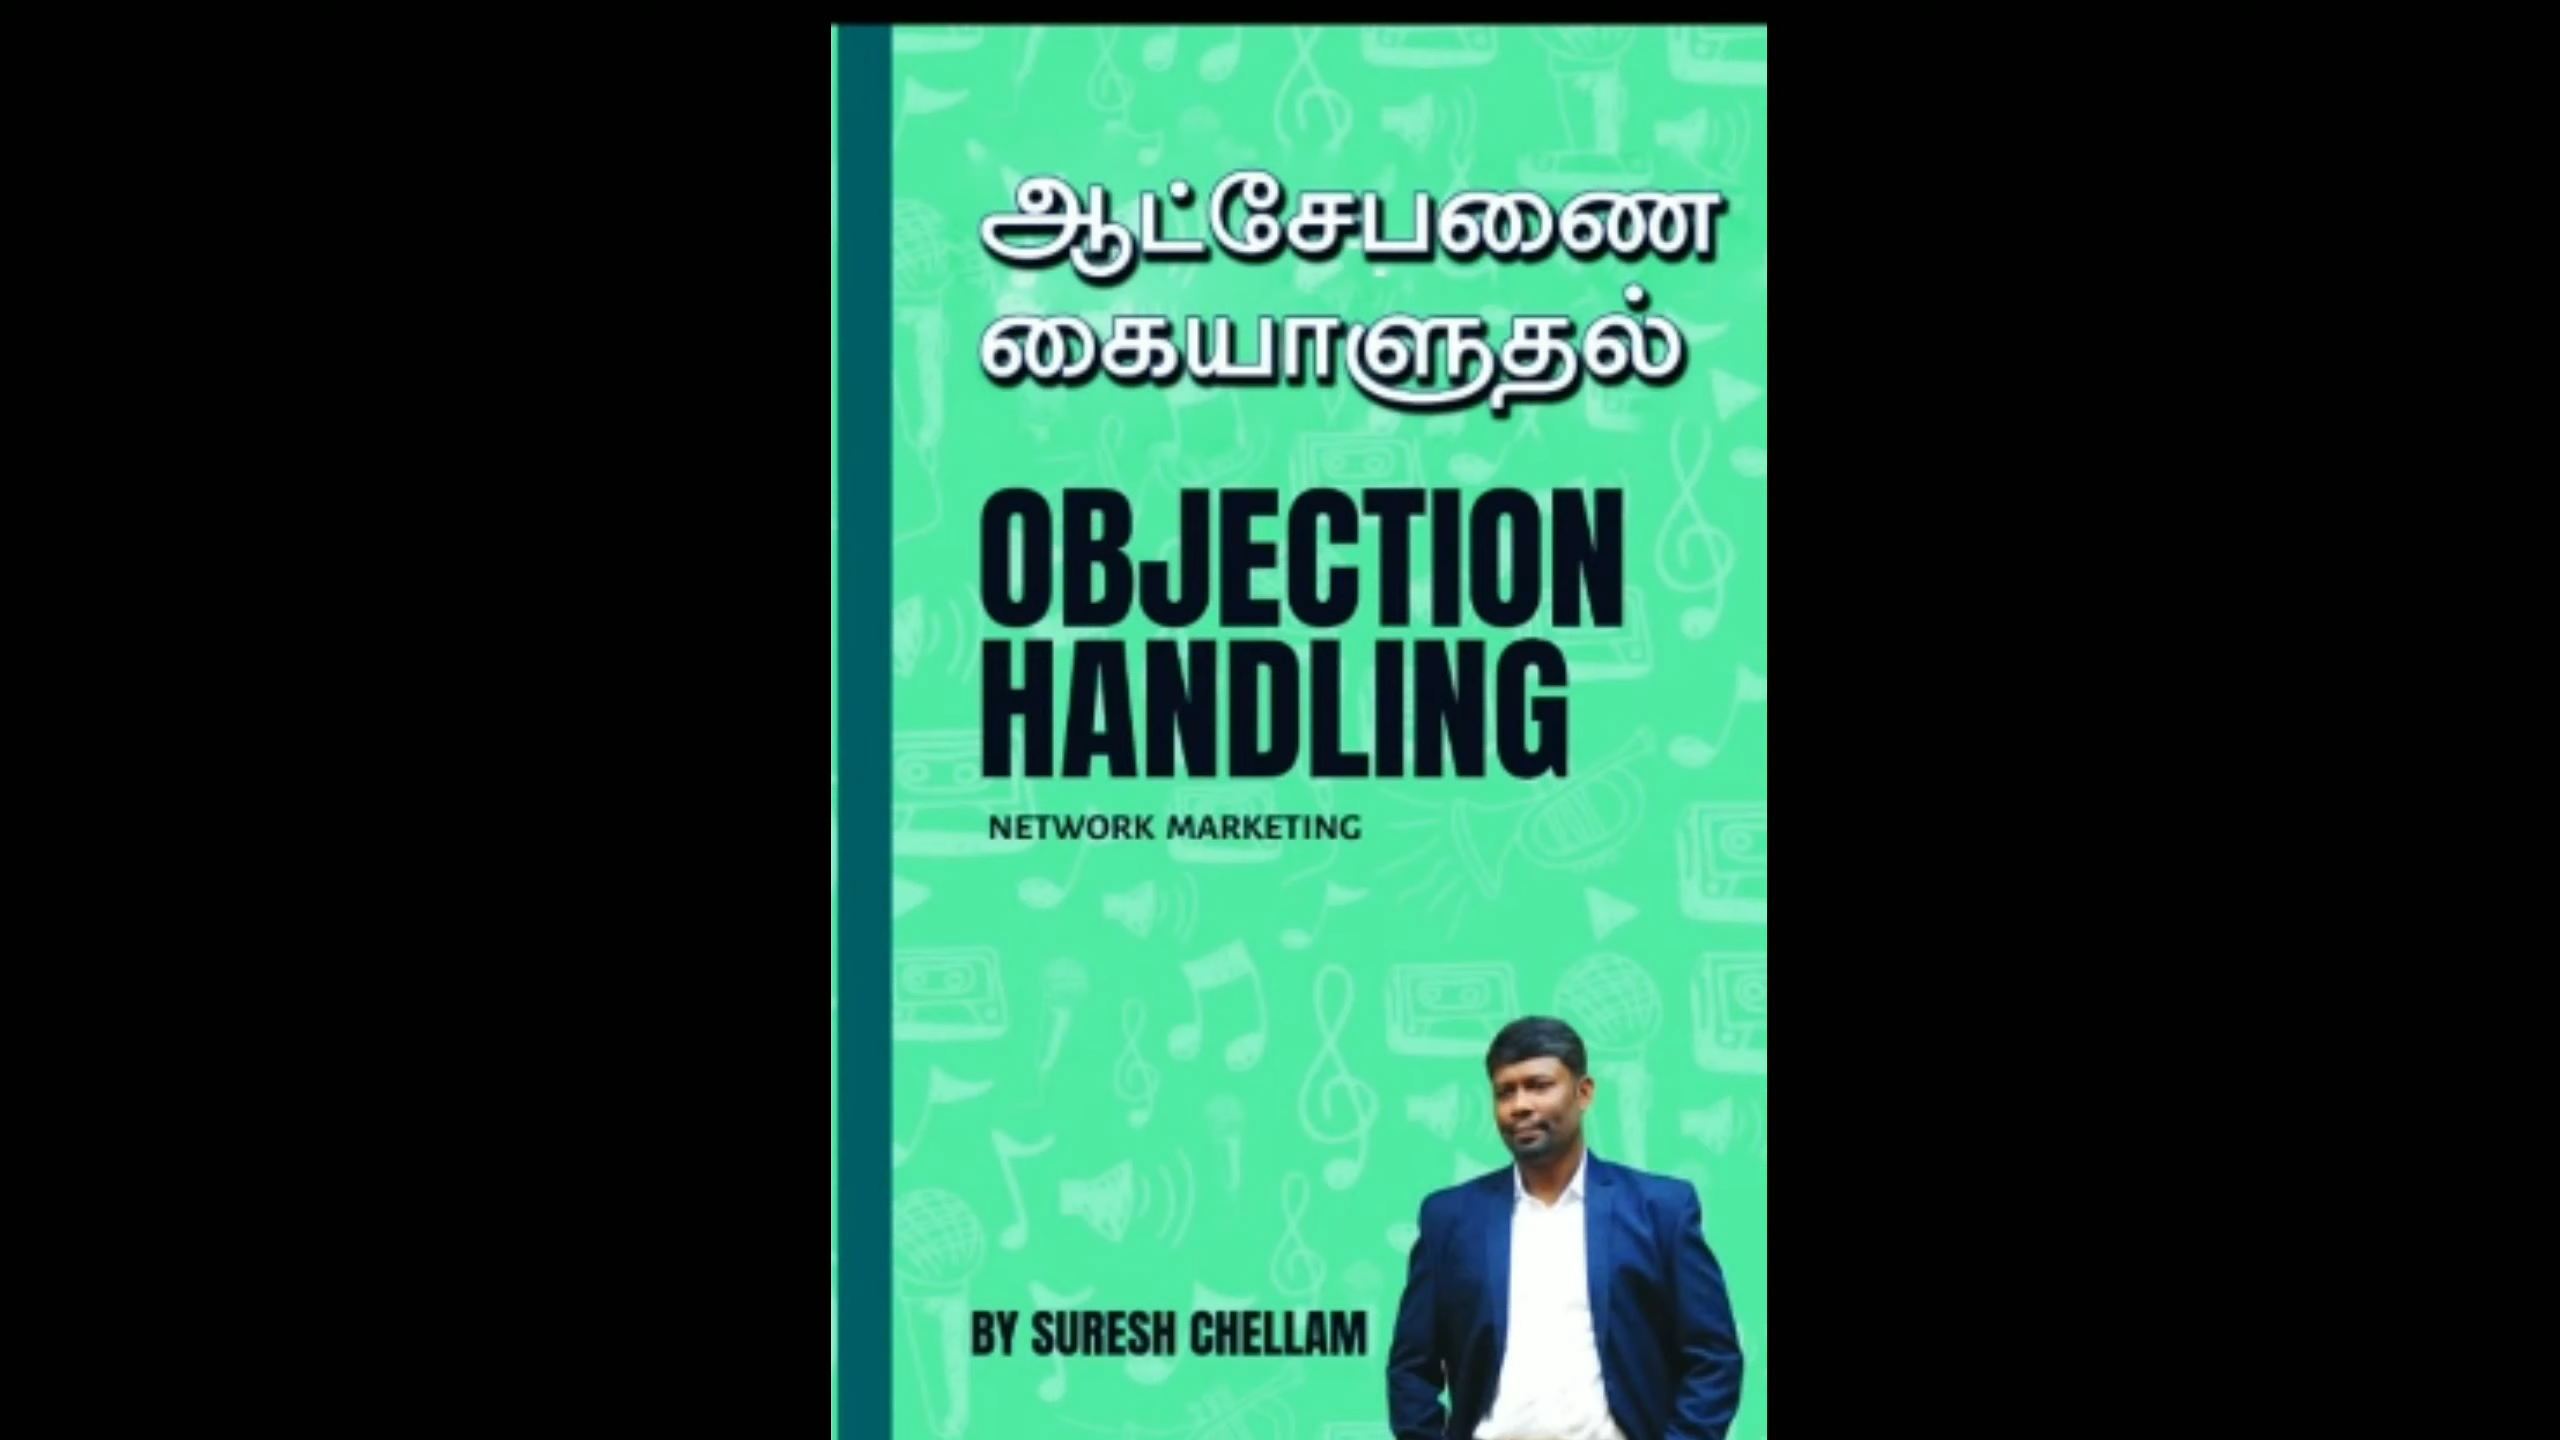 ஆட்சேபணை
கையாளுதல்
OBJECTION
HANDLING
NETWORK MARKETING
BY SURESH CHELLAM